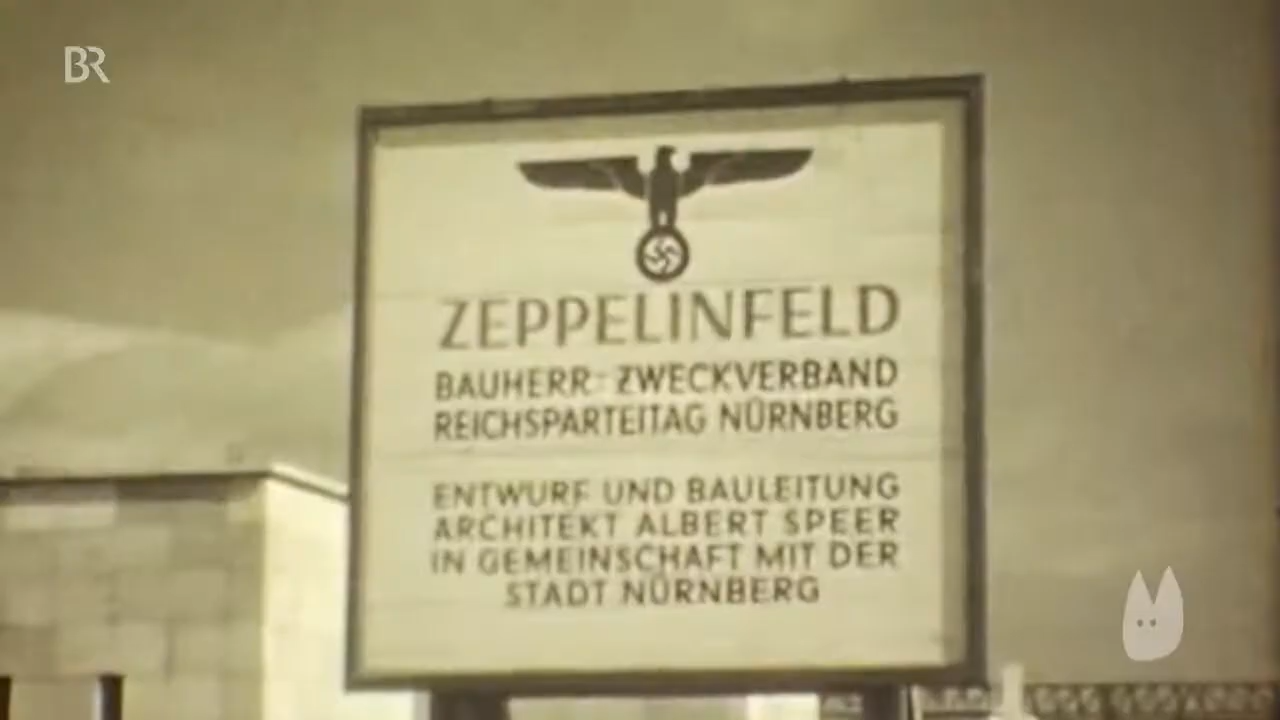 BR
ZEPPELINFELD
BAUHERR: ZWECKVERBAND
REICHSPARTEITAG NÜRNBERG
ENTWURF UND BAULEITUNG
ARCHITEKT ALBERT SPEER
IN GEMEINSCHAFT MIT DER
STADT NÜRNBERG